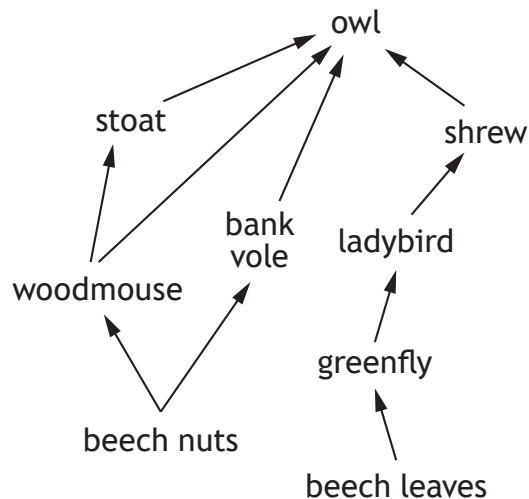 owl
stoat
shrew
bank
vole
ladybird
woodmouse
greenfly
beech nuts
beech leaves